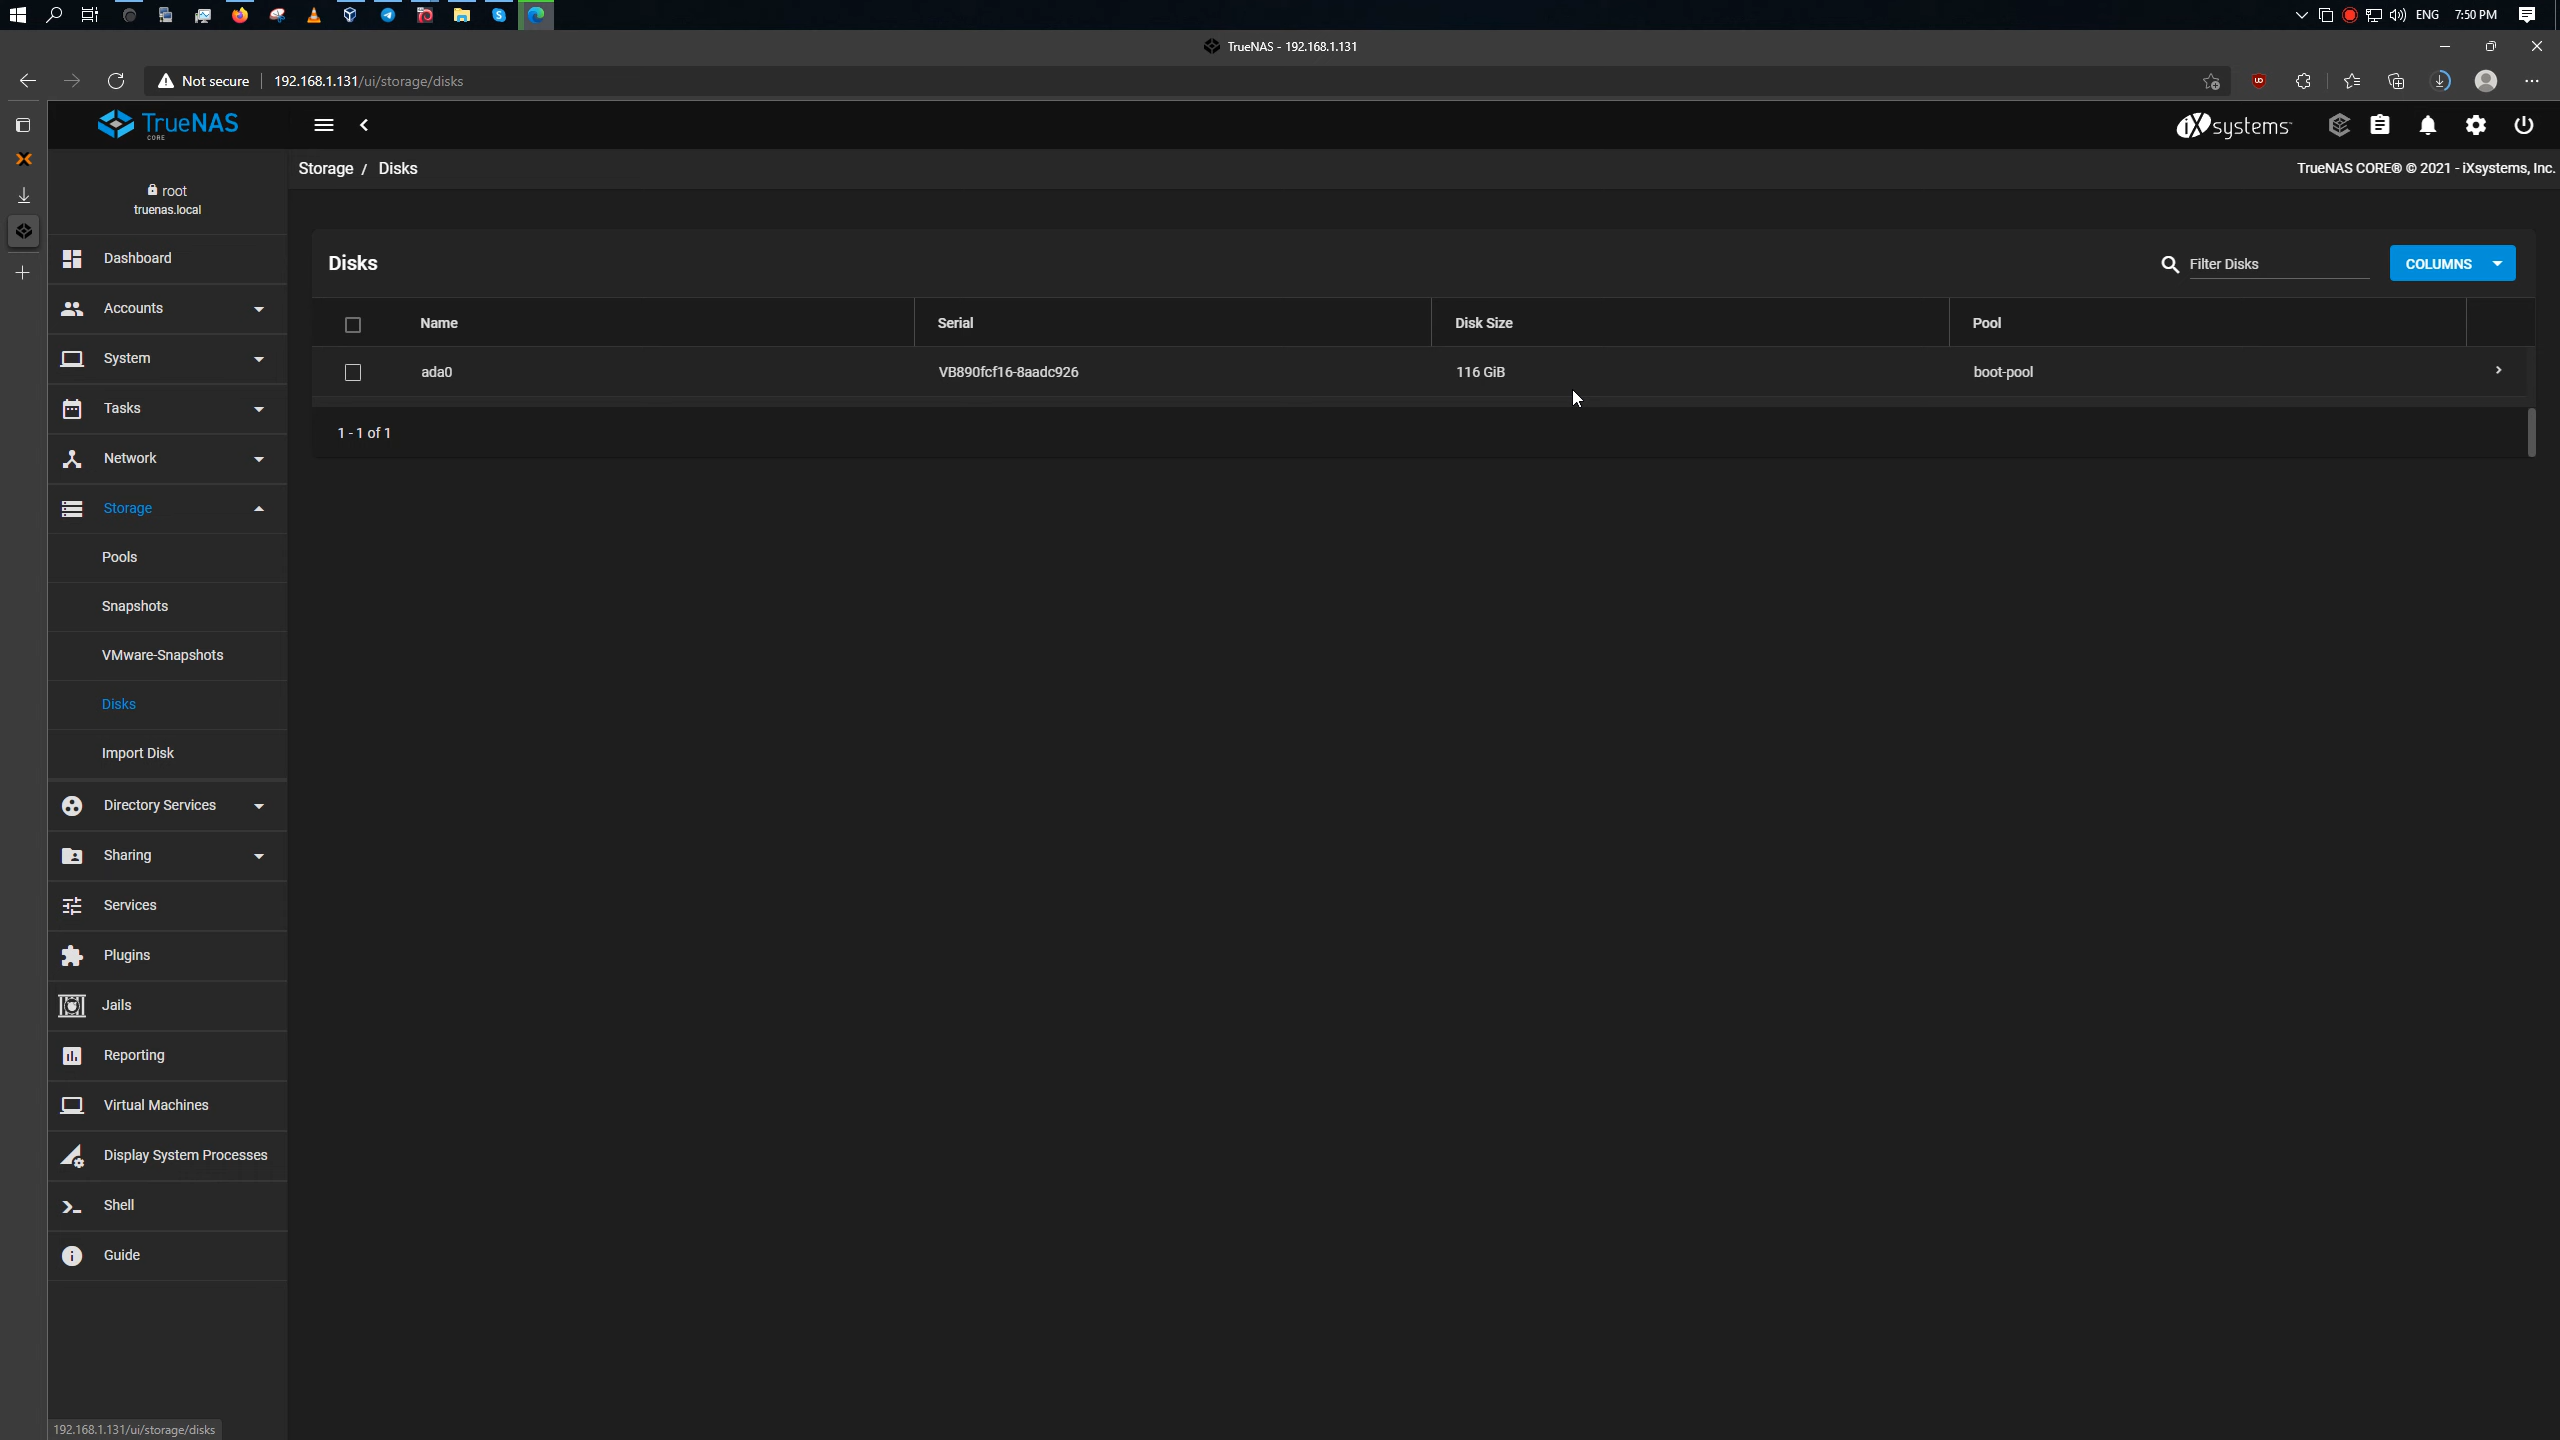 ENG 7:50 PM
TrueNAS - 192.168.1.131
Not secure 192.168.1.131/ui/storage/disks
TrueNAS
CORE
iXsystems
root
truenas.local
Storage / Disks
TrueNAS CORE® © 2021 - iXsystems, Inc.
Dashboard
Accounts
System
Tasks
Network
Storage
Pools
Snapshots
VMware-Snapshots
Disks
Import Disk
Directory Services
Sharing
Services
Plugins
Jails
Reporting
Virtual Machines
Display System Processes
Shell
Guide
Disks
Filter Disks
COLUMNS
Name Serial Disk Size Pool
ada0 VB890fcf16-8aadc926 116 GiB boot-pool
1 - 1 of 1
192.168.1.131/ui/storage/disks